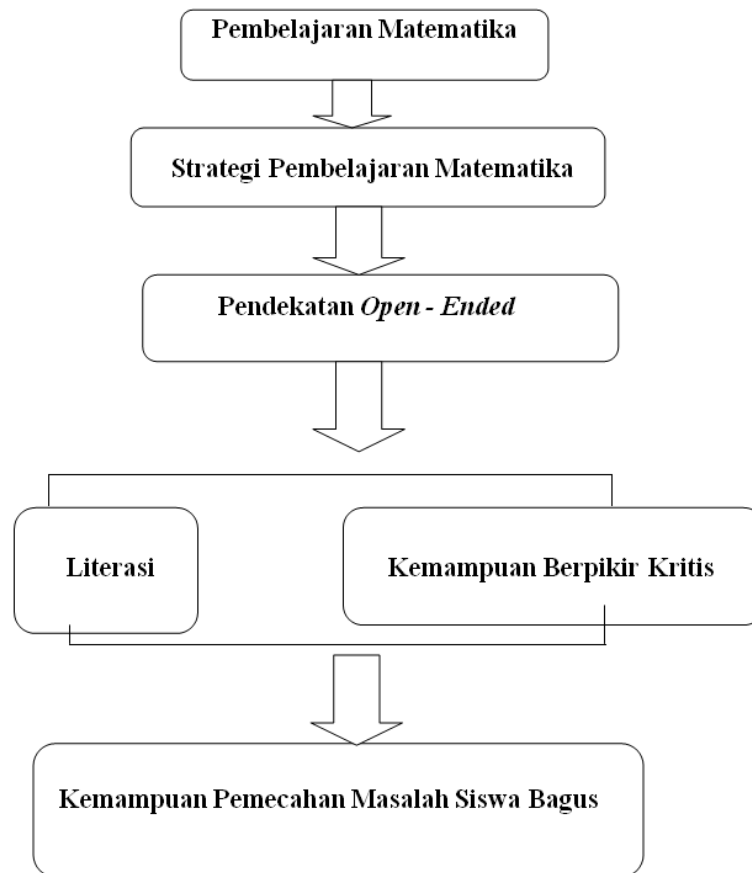 Pembelajaran Matematika
Strategi Pembelajaran Matematika
Pendekatan Open - Ended
Literasi
Kemampuan Berpikir Kritis
Kemampuan Pemecahan Masalah Siswa Bagus